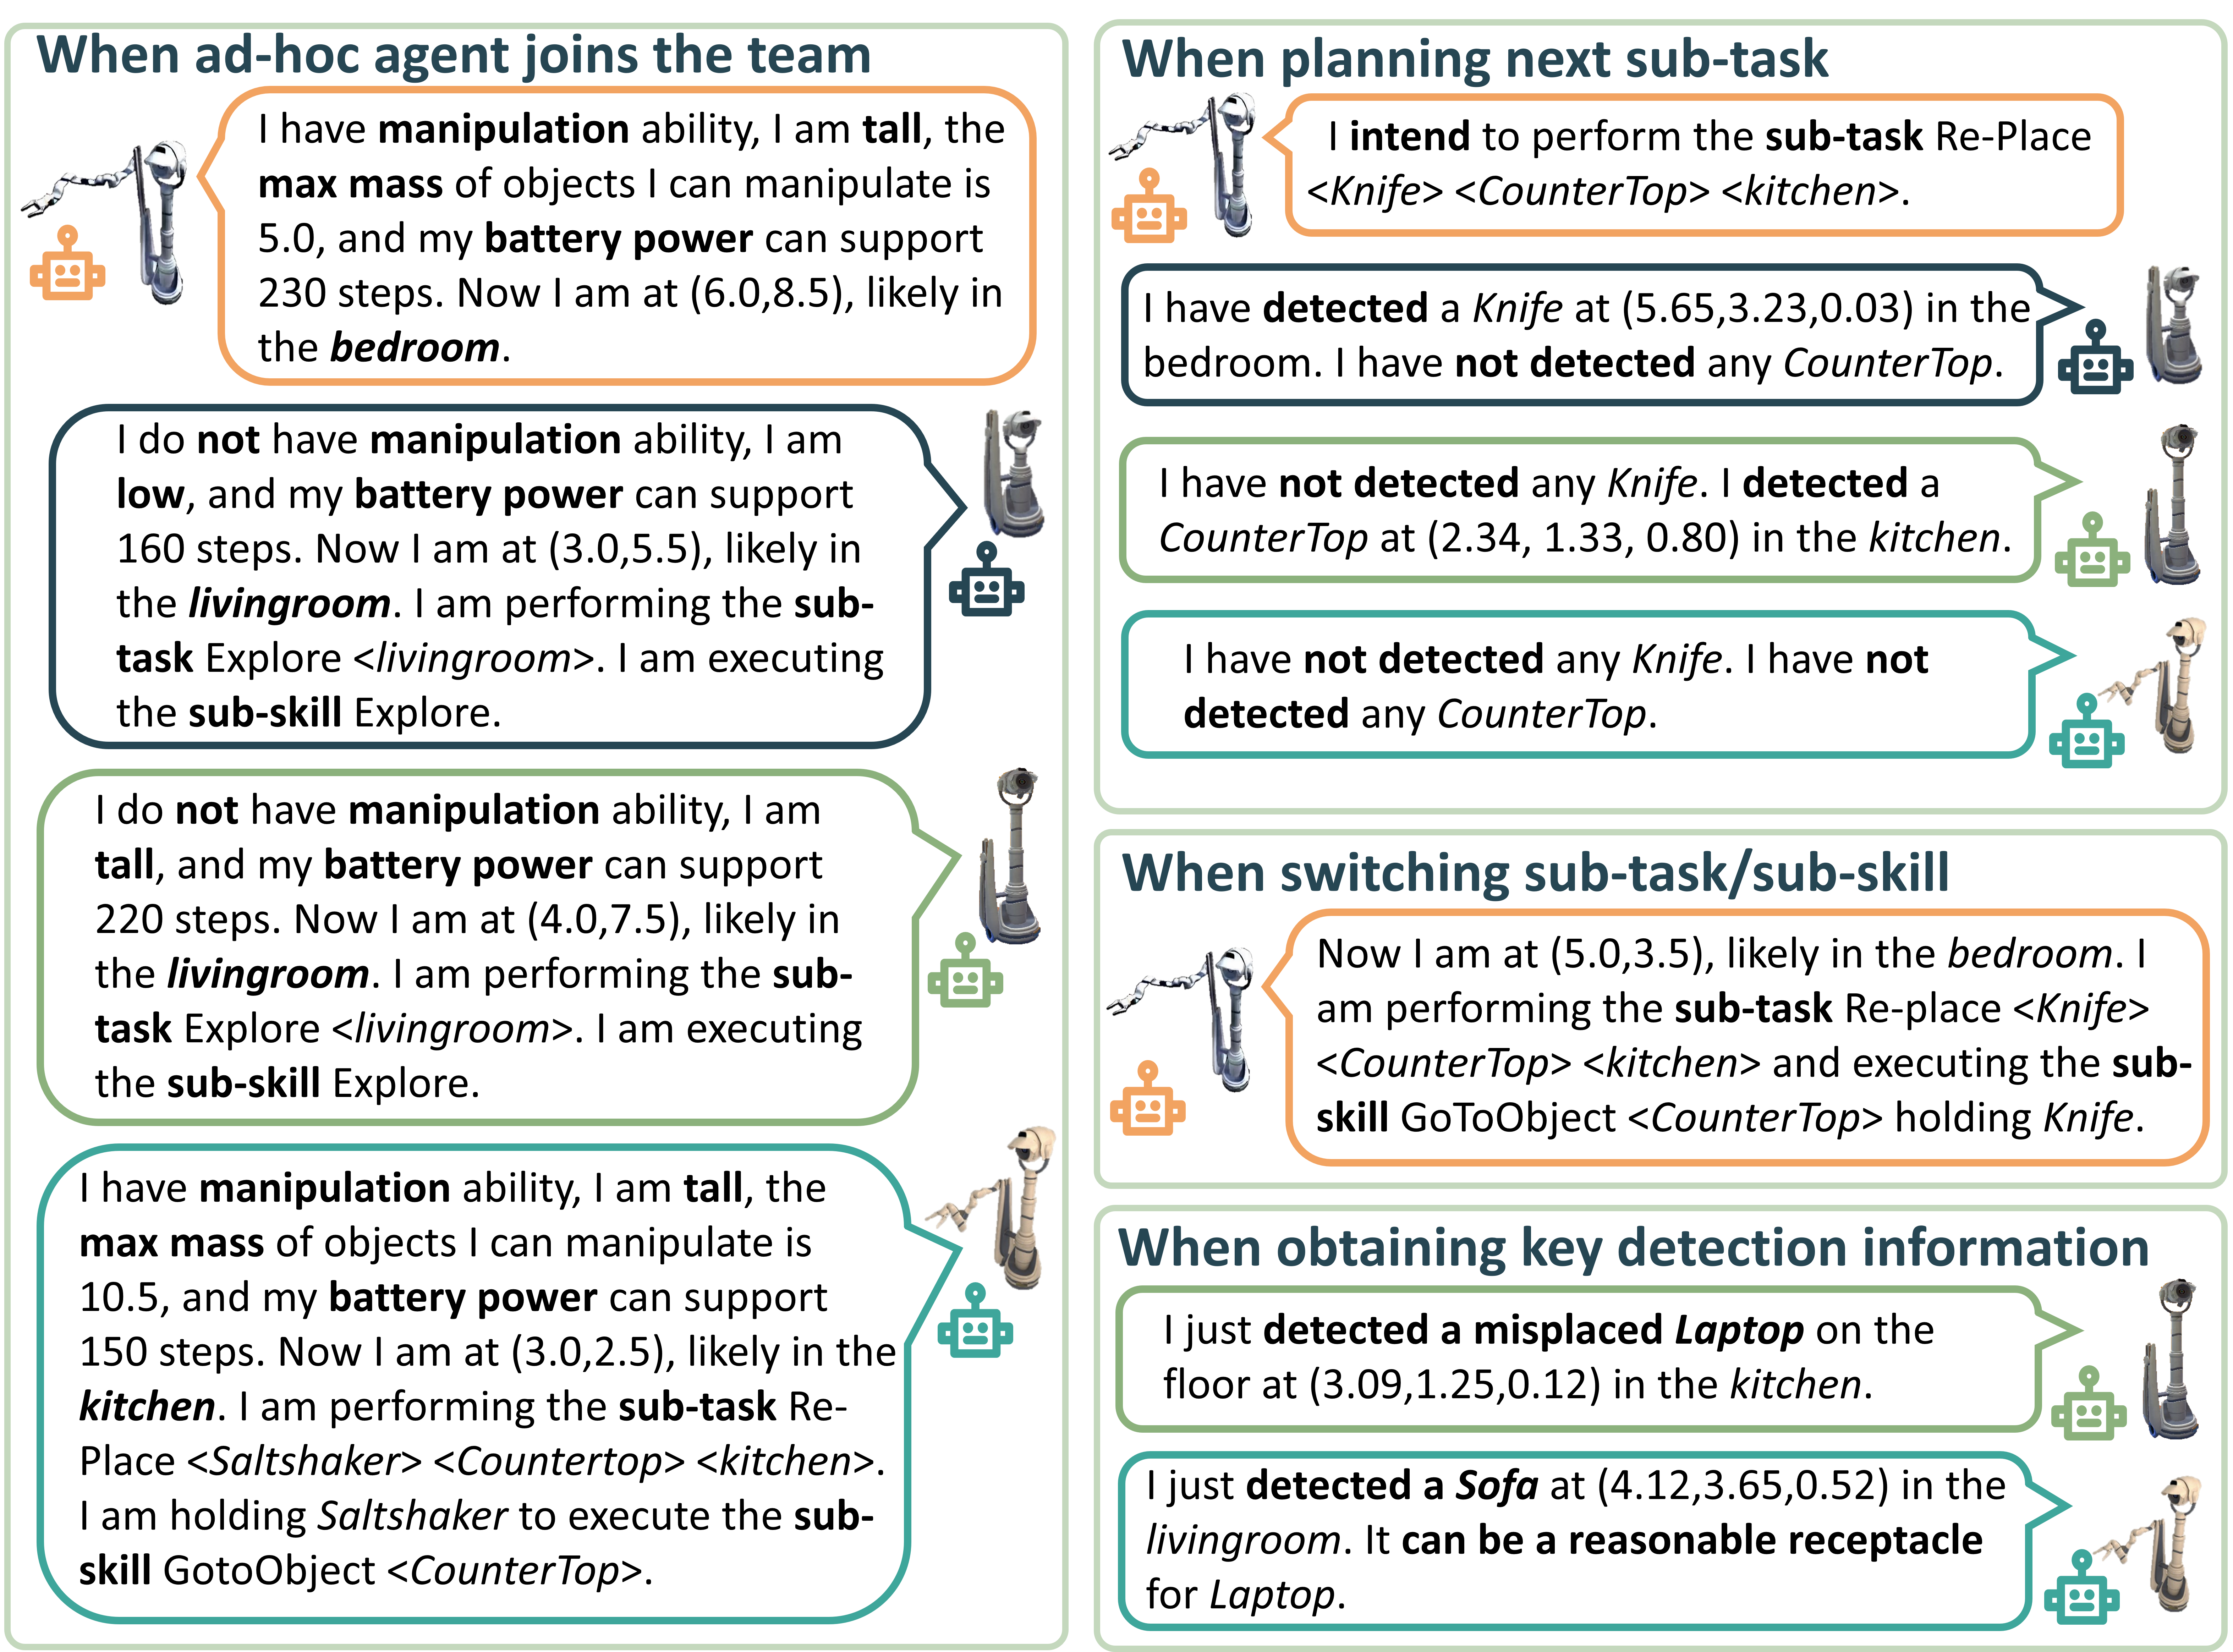 When ad-hoc agent joins the team
I have manipulation ability, I am tall, the
max mass of objects I can manipulate is
5.0, and my battery power can support
230 steps. Now I am at (6.0,8.5), likely in
the bedroom.
I do not have manipulation ability, I am
low, and my battery power can support
160 steps. Now I am at (3.0,5.5), likely in
the livingroom. I am performing the sub-
task Explore <livingroom>. I am executing
the sub-skill Explore.
I do not have manipulation ability, I am
tall, and my battery power can support
220 steps. Now I am at (4.0,7.5), likely in
the livingroom. I am performing the sub-
task Explore <livingroom>. I am executing
the sub-skill Explore.
I have manipulation ability, I am tall, the
max mass of objects I can manipulate is
10.5, and my battery power can support
150 steps. Now I am at (3.0,2.5), likely in the
kitchen. I am performing the sub-task Re-
Place <Saltshaker> <Countertop> <kitchen>.
I am holding Saltshaker to execute the sub-
skill GotoObject <CounterTop>.
When planning next sub-task
I intend to perform the sub-task Re-Place
<Knife> <CounterTop> <kitchen>.
I have detected a Knife at (5.65,3.23,0.03) in the
bedroom. I have not detected any CounterTop.
I have not detected any Knife. I detected a
CounterTop at (2.34, 1.33, 0.80) in the kitchen.
I have not detected any Knife. I have not
detected any CounterTop.
When switching sub-task/sub-skill
Now I am at (5.0,3.5), likely in the bedroom. I
am performing the sub-task Re-place <Knife>
<CounterTop> <kitchen> and executing the sub-
skill GoToObject <CounterTop> holding Knife.
When obtaining key detection information
I just detected a misplaced Laptop on the
floor at (3.09,1.25,0.12) in the kitchen.
I just detected a Sofa at (4.12,3.65,0.52) in the
livingroom. It can be a reasonable receptacle
for Laptop.